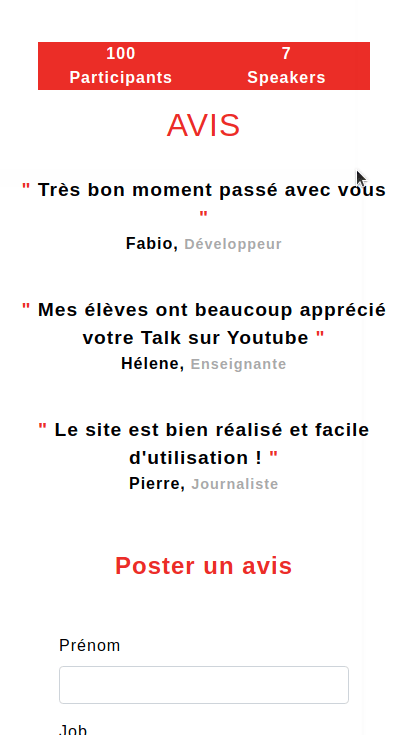 100 7
Participants Speakers
AVIS
" Très bon moment passé avec vous
"
Fabio, Développeur
" Mes élèves ont beaucoup apprécié
votre Talk sur Youtube "
Hélene, Enseignante
" Le site est bien réalisé et facile
d'utilisation ! "
Pierre, Journaliste
Poster un avis
Prénom
Job